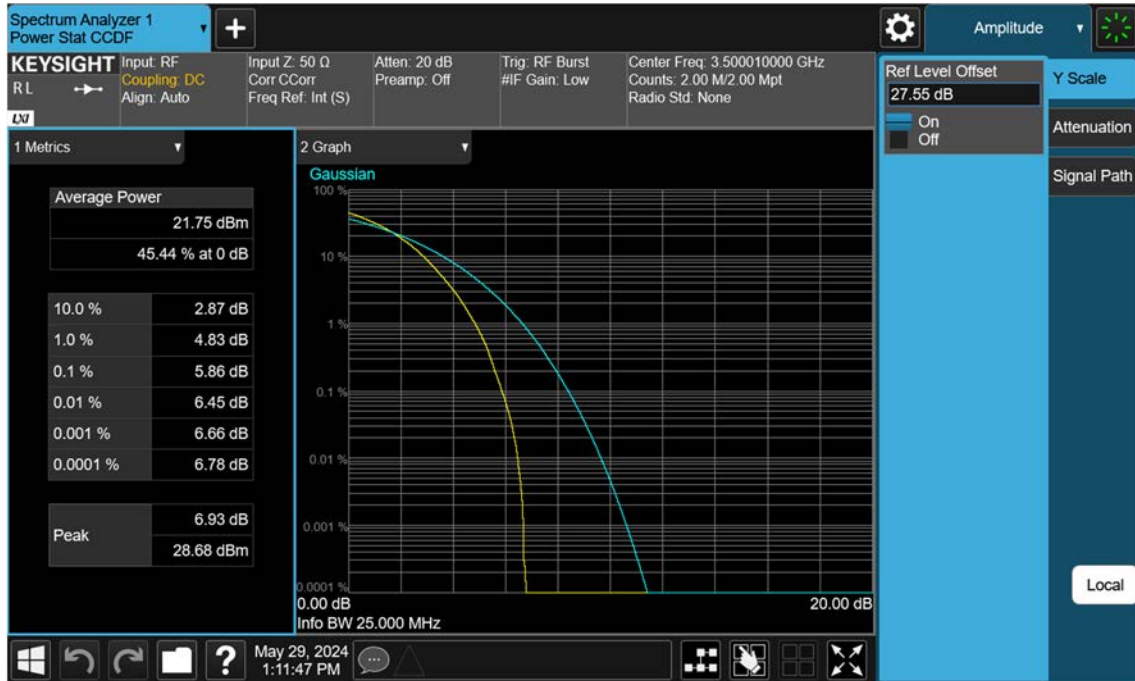 Spectrum Analyzer 1
Power Stat CCDF
Amplitude
KEYSIGHT
R L
LXI
Input: RF
Coupling: DC
Align: Auto
Input Z: 50 Ω
Corr CCorr
Freq Ref: Int (S)
Atten: 20 dB
Preamp: Off
Trig: RF Burst
#IF Gain: Low
Center Freq: 3.500010000 GHz
Counts: 2.00 M/2.00 Mpt
Radio Std: None
Ref Level Offset
27.55 dB
On
Off
Y Scale
Attenuation
Signal Path
1 Metrics
Average Power
21.75 dBm
45.44 % at 0 dB
10.0 % 2.87 dB
1.0 % 4.83 dB
0.1 % 5.86 dB
0.01 % 6.45 dB
0.001 % 6.66 dB
0.0001 % 6.78 dB
Peak
6.93 dB
28.68 dBm
2 Graph
Gaussian
100 %
10 %
1 %
0.1 %
0.01 %
0.001 %
0.0001 %
0.00 dB 20.00 dB
Info BW 25.000 MHz
Local
?
May 29, 2024
1:11:47 PM